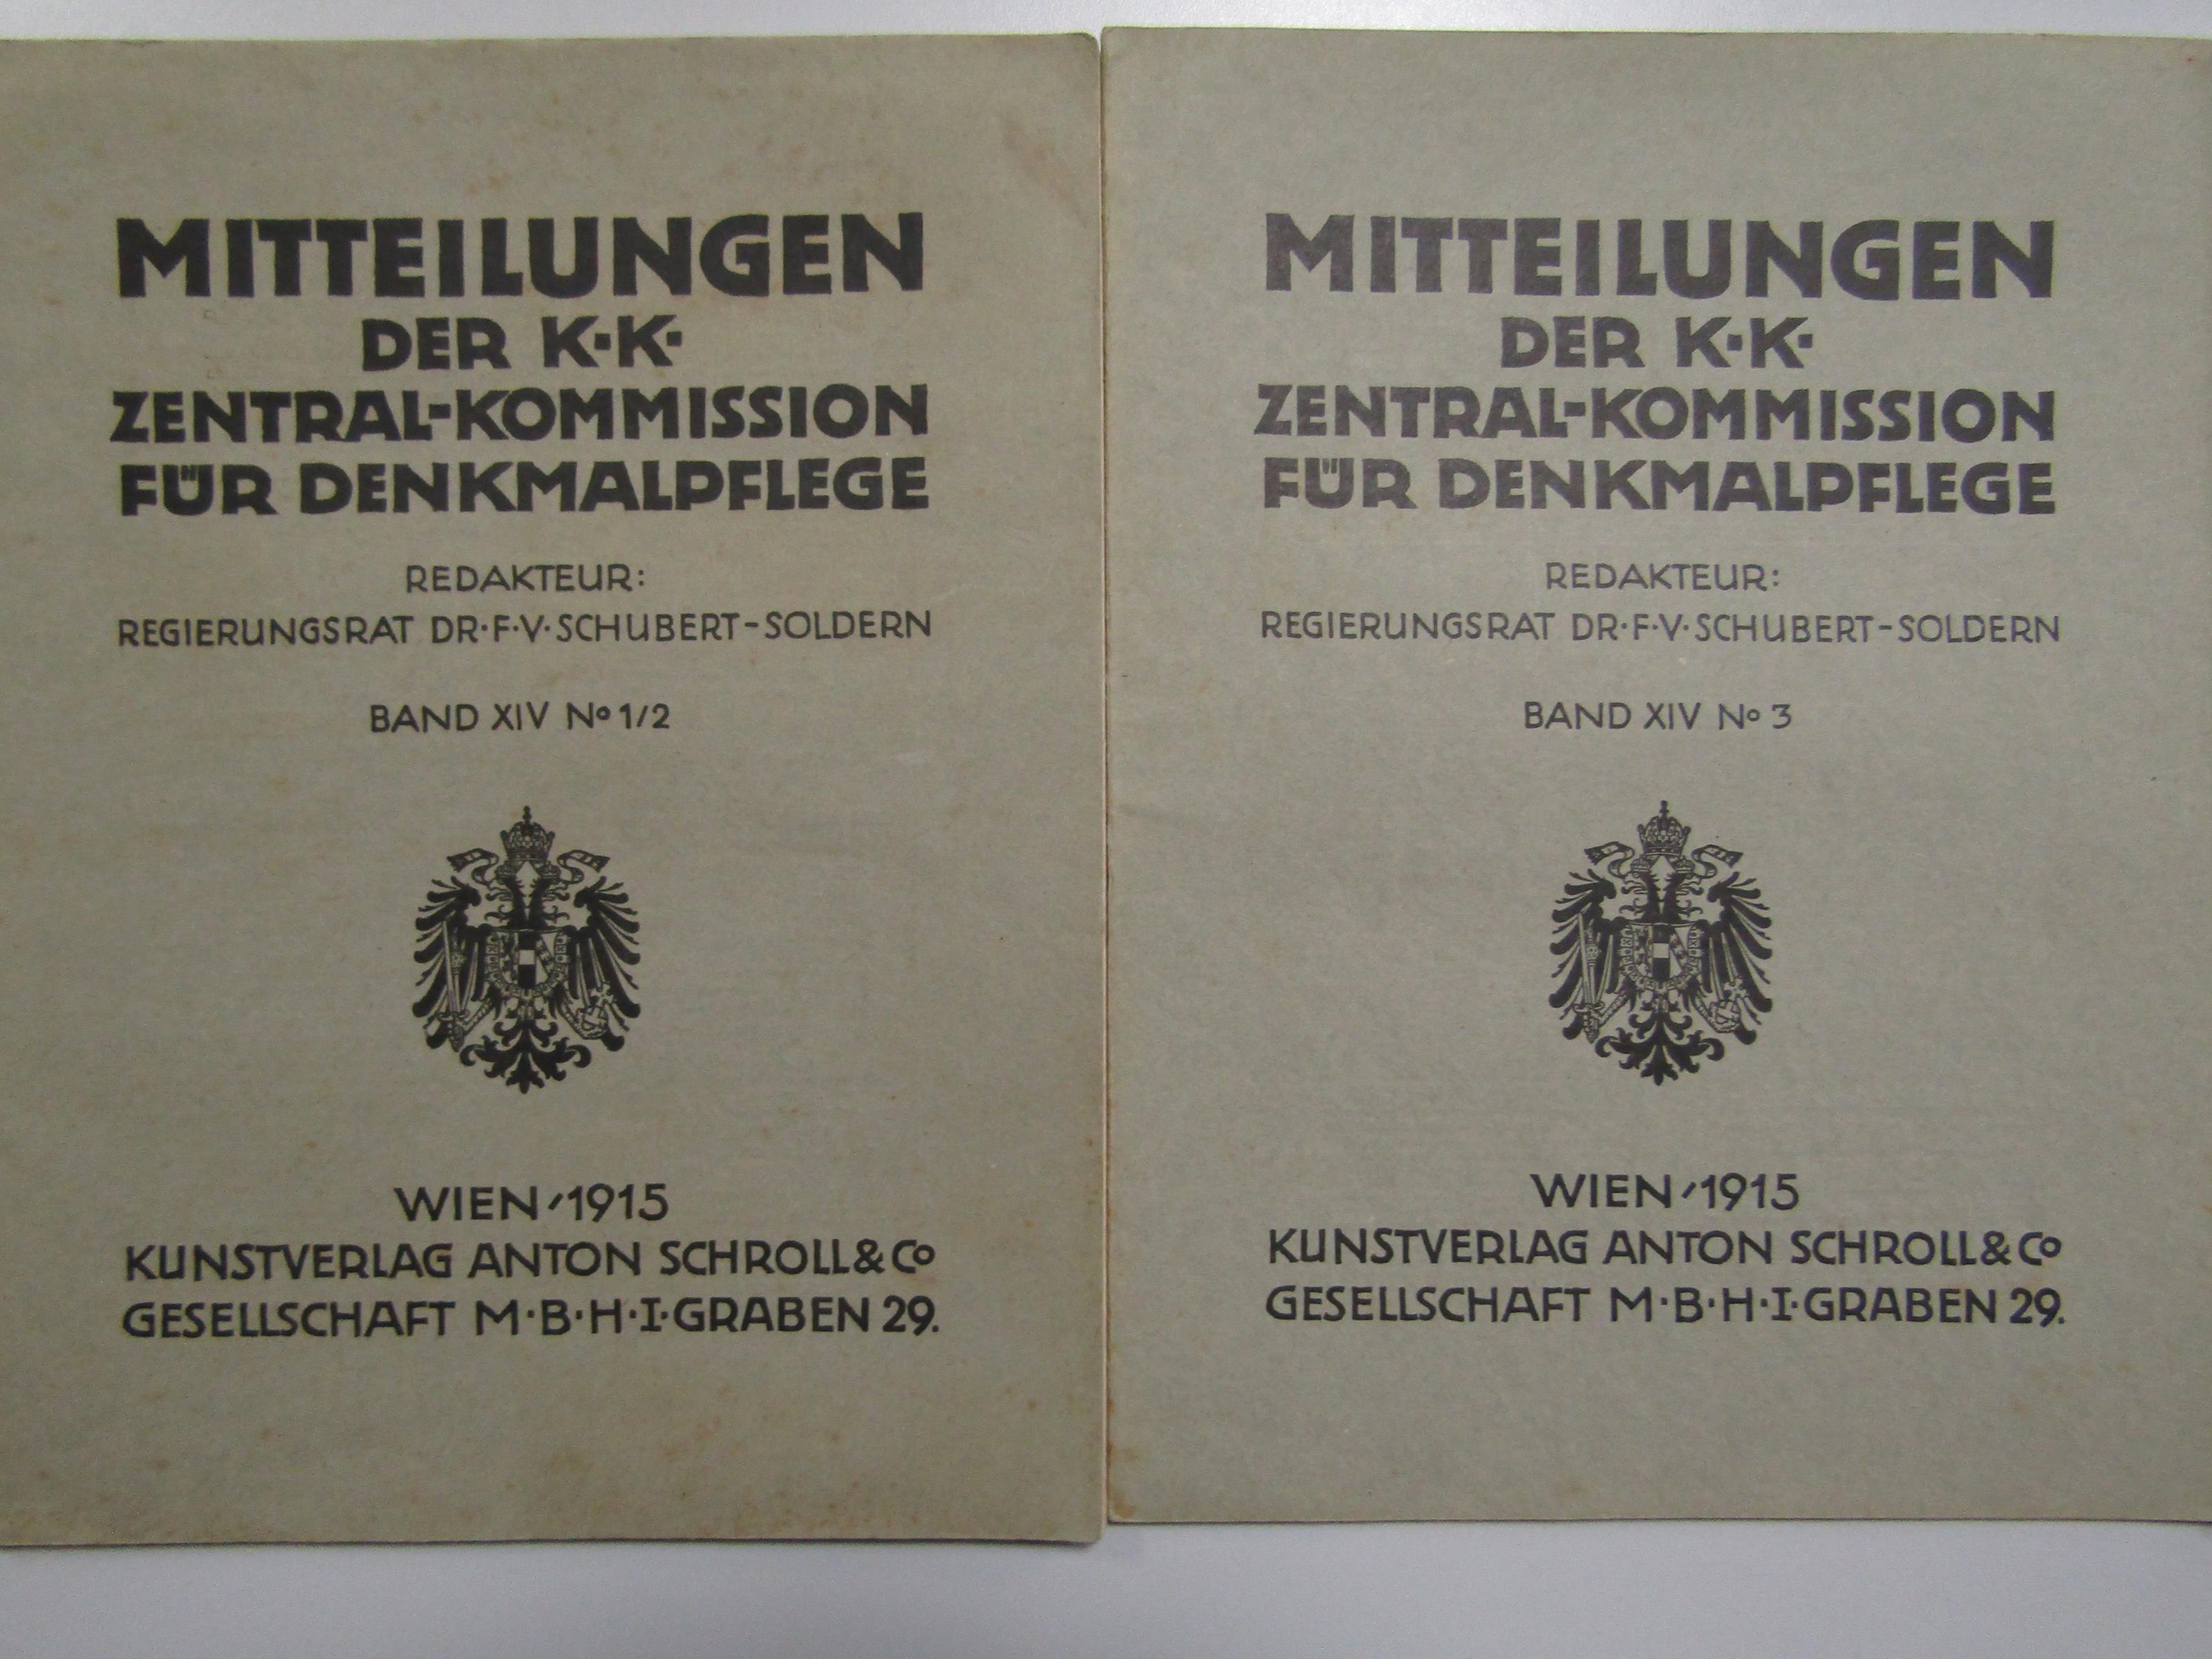 MITTEILUNGEN
DER K·K·
ZENTRAL-KOMMISSION
FÜR DENKMALPFLEGE
REDAKTEUR:
REGIERUNGSRAT DR·F·V·SCHUBERT-SOLDERN
BAND XIV No 1/2
WIEN / 1915
KUNSTVERLAG ANTON SCHROLL & Co
GESELLSCHAFT M·B·H·I·GRABEN 29.
MITTEILUNGEN
DER K·K·
ZENTRAL-KOMMISSION
FÜR DENKMALPFLEGE
REDAKTEUR:
REGIERUNGSRAT DR·F·V·SCHUBERT-SOLDERN
BAND XIV No 3
WIEN / 1915
KUNSTVERLAG ANTON SCHROLL & Co
GESELLSCHAFT M·B·H·I·GRABEN 29.